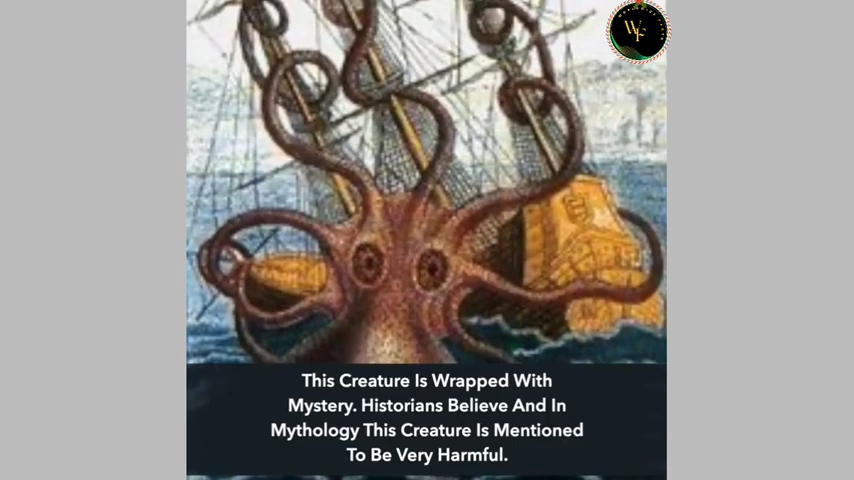 WF
This Creature Is Wrapped With
Mystery. Historians Believe And In
Mythology This Creature Is Mentioned
To Be Very Harmful.